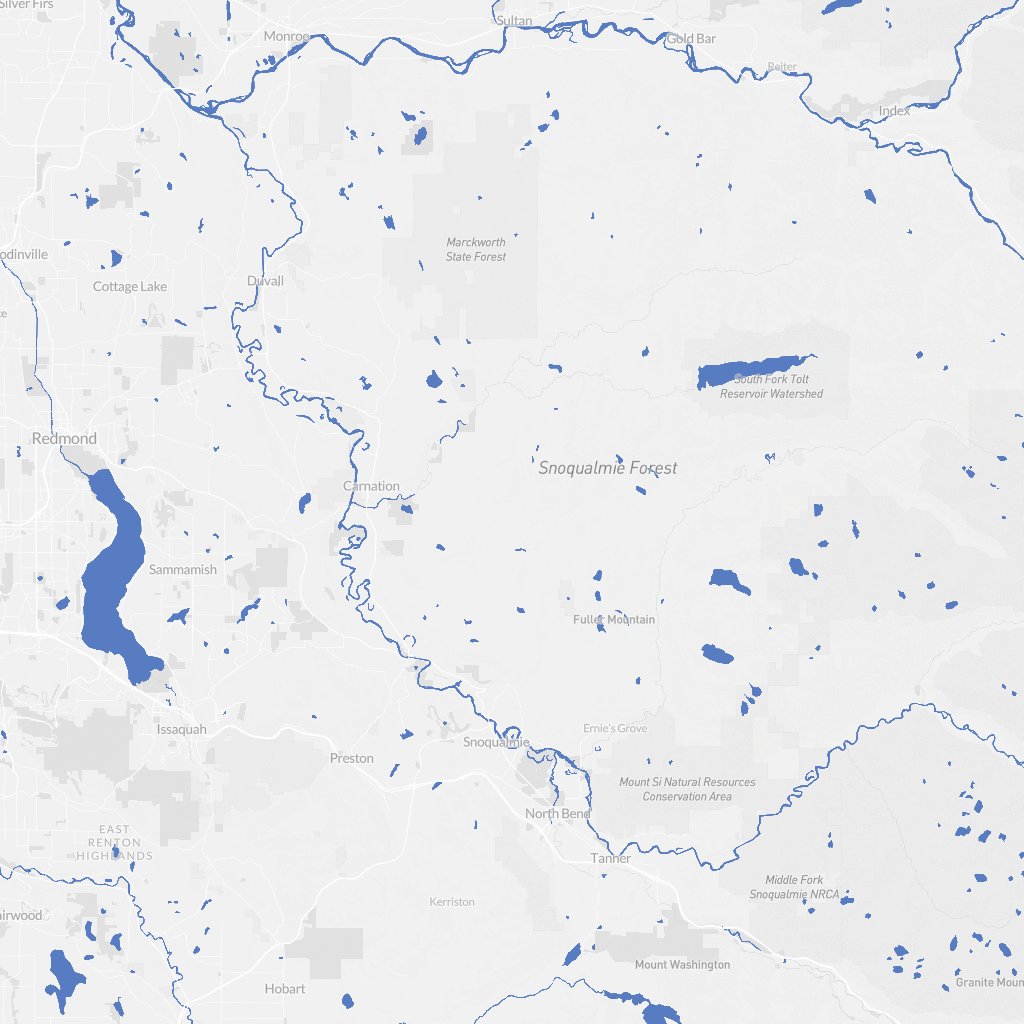 Silver Firs
Sultan
Monroe
Gold Bar
Reiter
Index
Marckworth
State Forest
odinville
Cottage Lake
Duvall
South Fork Tolt
Reservoir Watershed
Redmond
Snoqualmie Forest
Carnation
Sammamish
Fuller Mountain
Issaquah
Ernie's Grove
Snoqualmie
Preston
Mount Si Natural Resources
Conservation Area
North Bend
EAST
RENTON
HIGHLANDS
Tanner
Middle Fork
Snoqualmie NRCA
Kerriston
airwood
Mount Washington
Hobart
Granite Moun